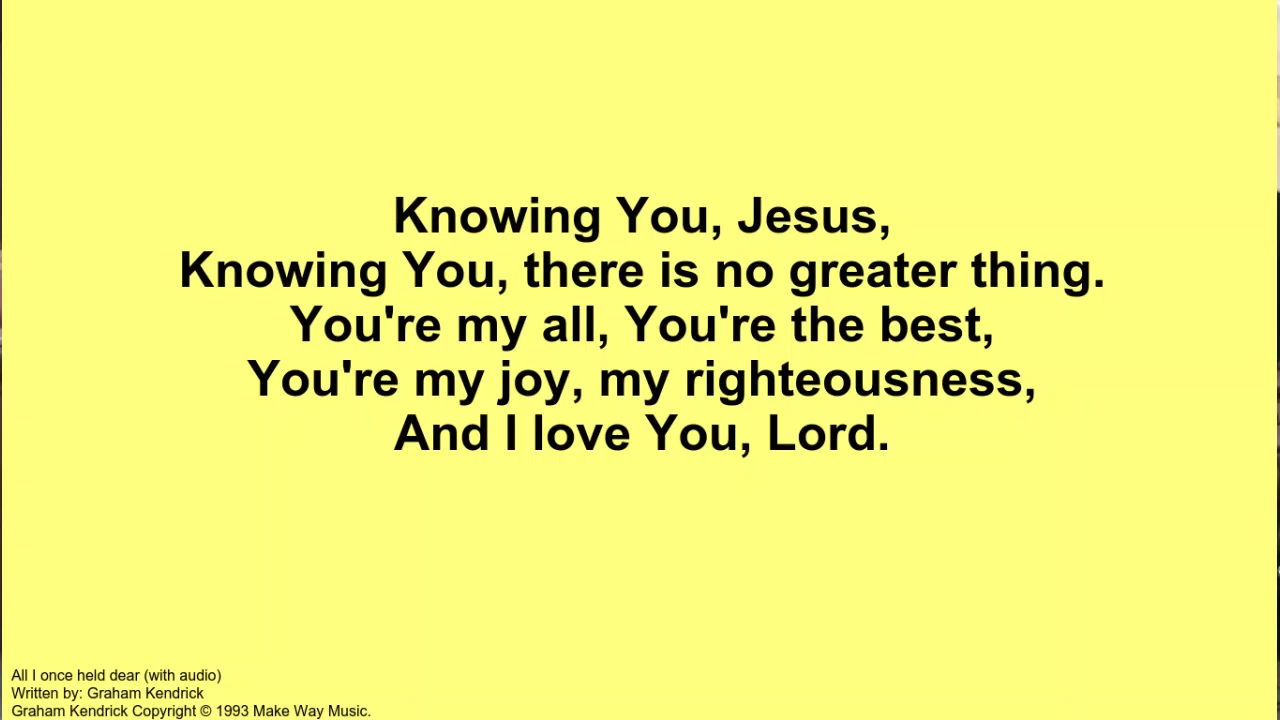 Knowing You, Jesus,
Knowing You, there is no greater thing.
You're my all, You're the best,
You're my joy, my righteousness,
And I love You, Lord.
All I once held dear (with audio)
Written by: Graham Kendrick
Graham Kendrick Copyright © 1993 Make Way Music.